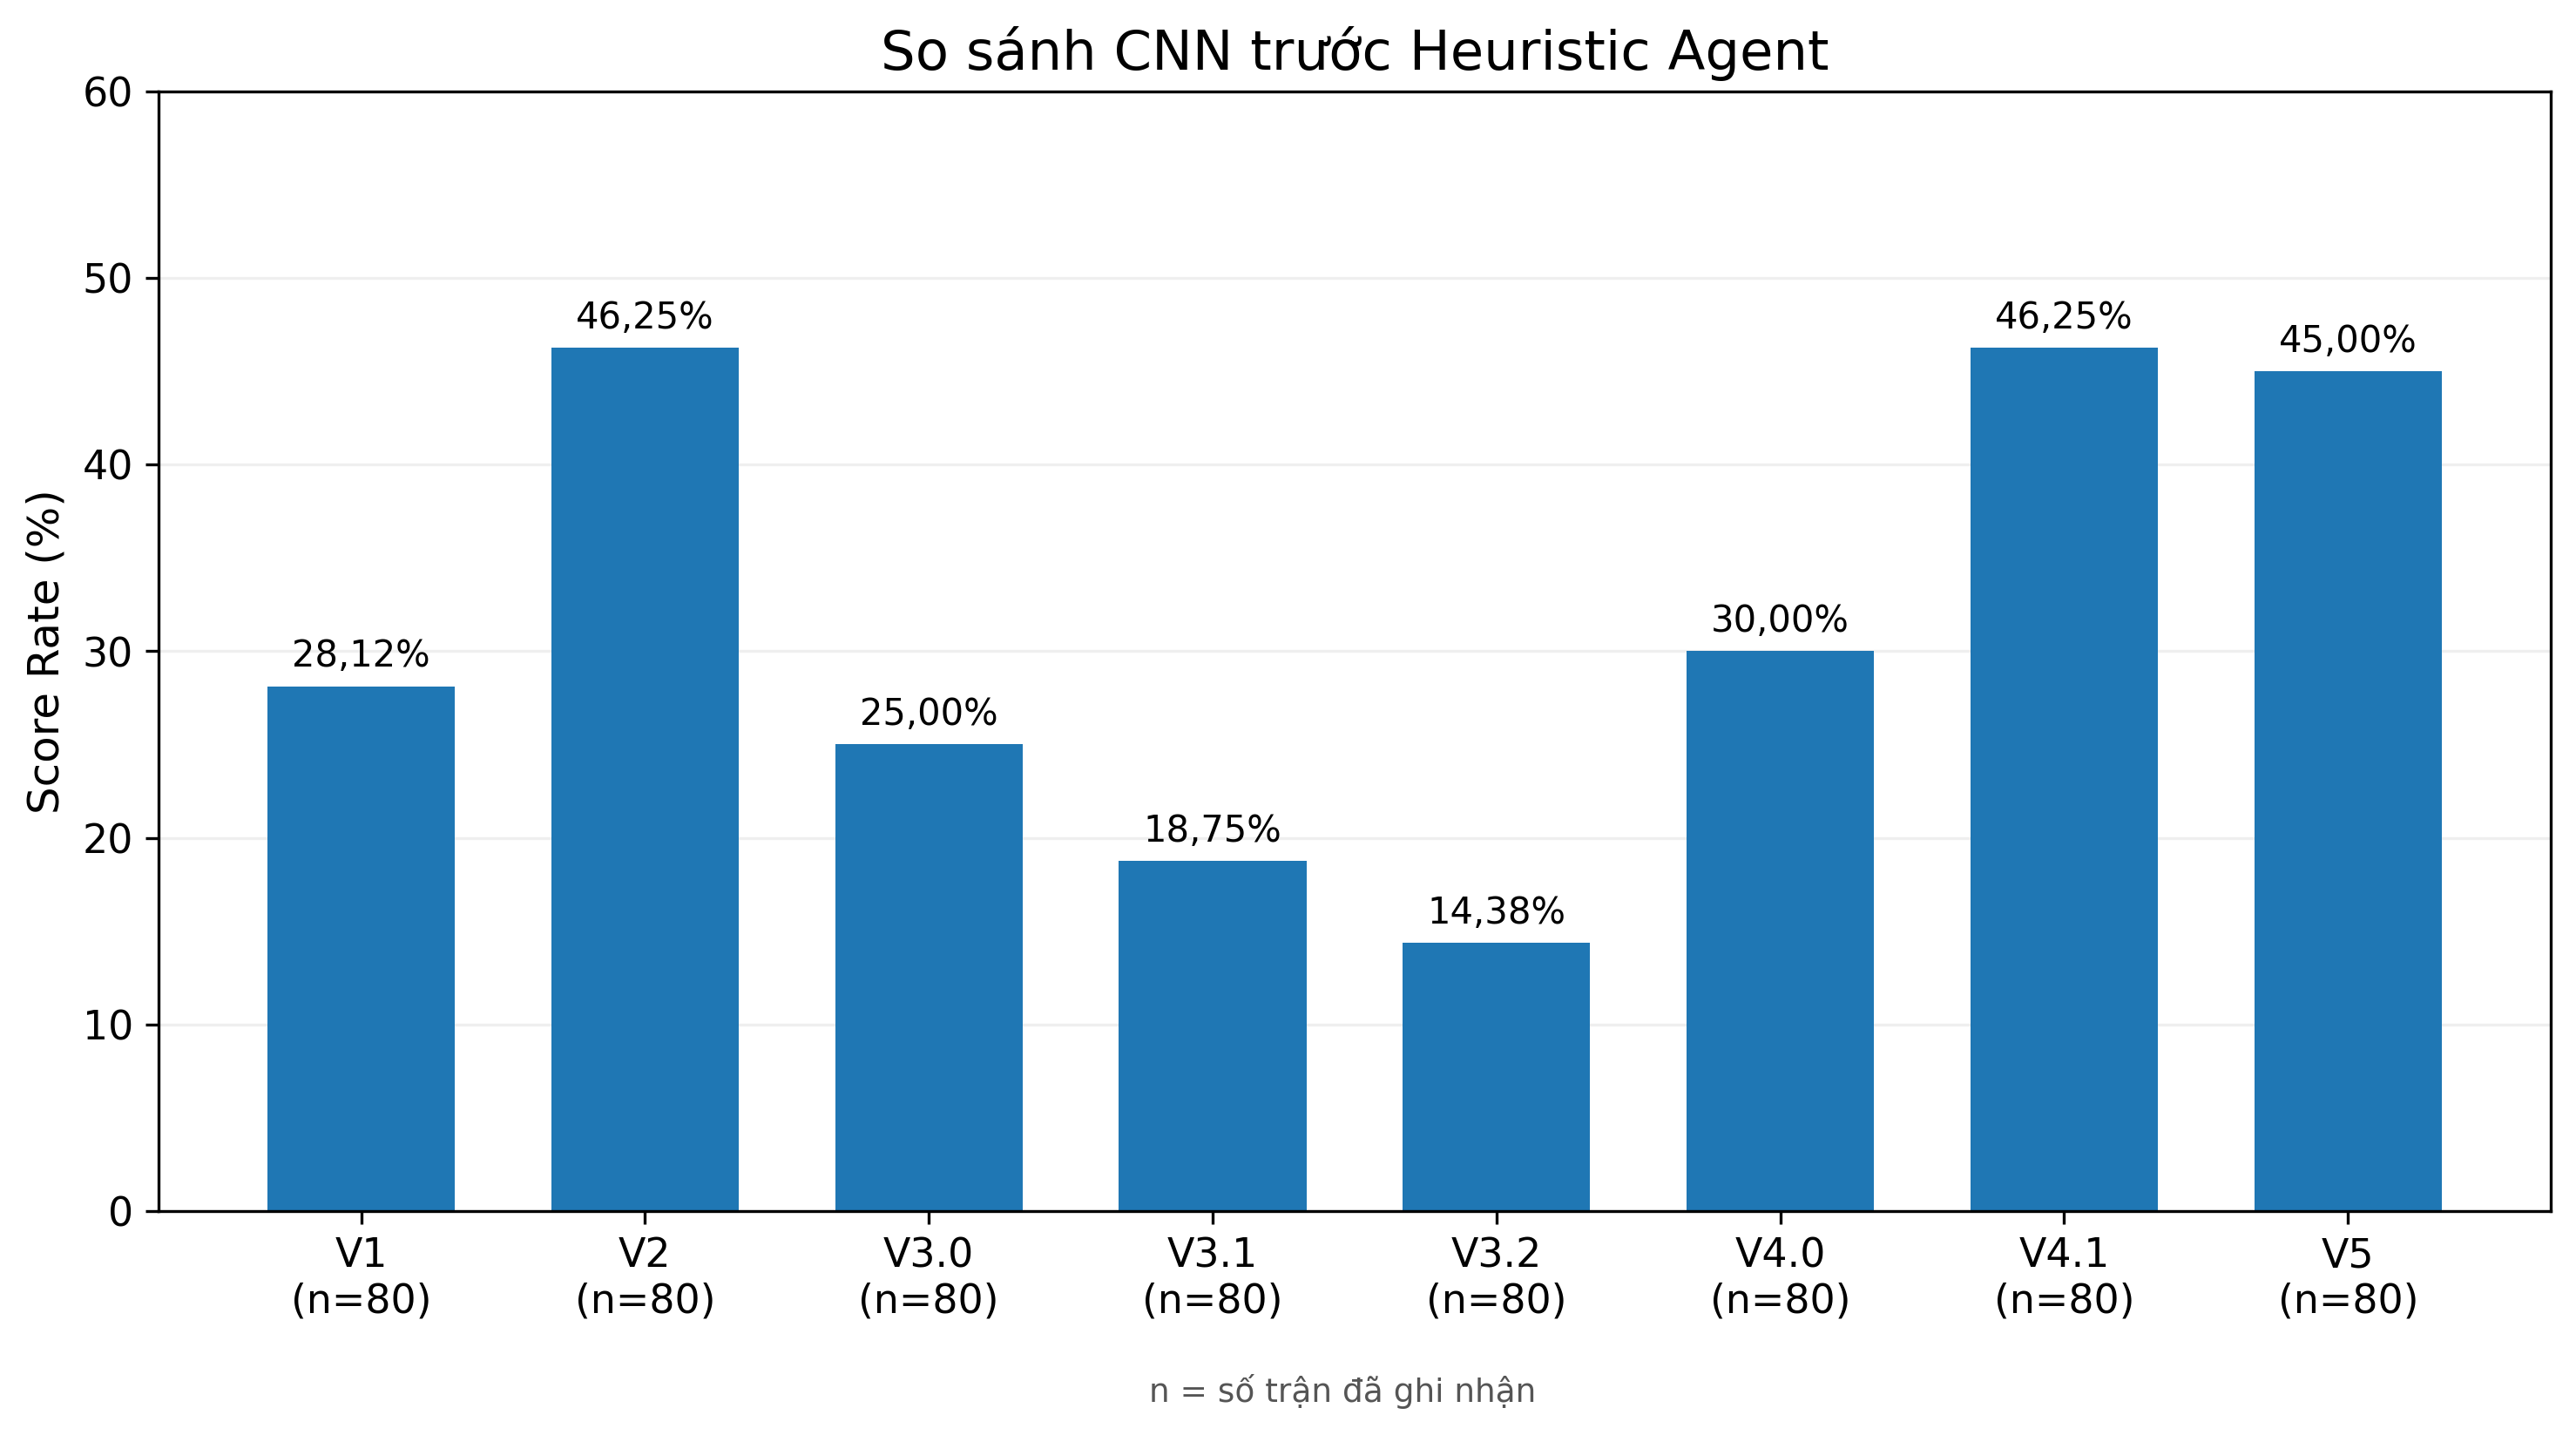 So sánh CNN trước Heuristic Agent
Score Rate (%)
60
50
40
30
20
10
0
28,12%
46,25%
25,00%
18,75%
14,38%
30,00%
46,25%
45,00%
V1
(n=80)
V2
(n=80)
V3.0
(n=80)
V3.1
(n=80)
V3.2
(n=80)
V4.0
(n=80)
V4.1
(n=80)
V5
(n=80)
n = số trận đã ghi nhận